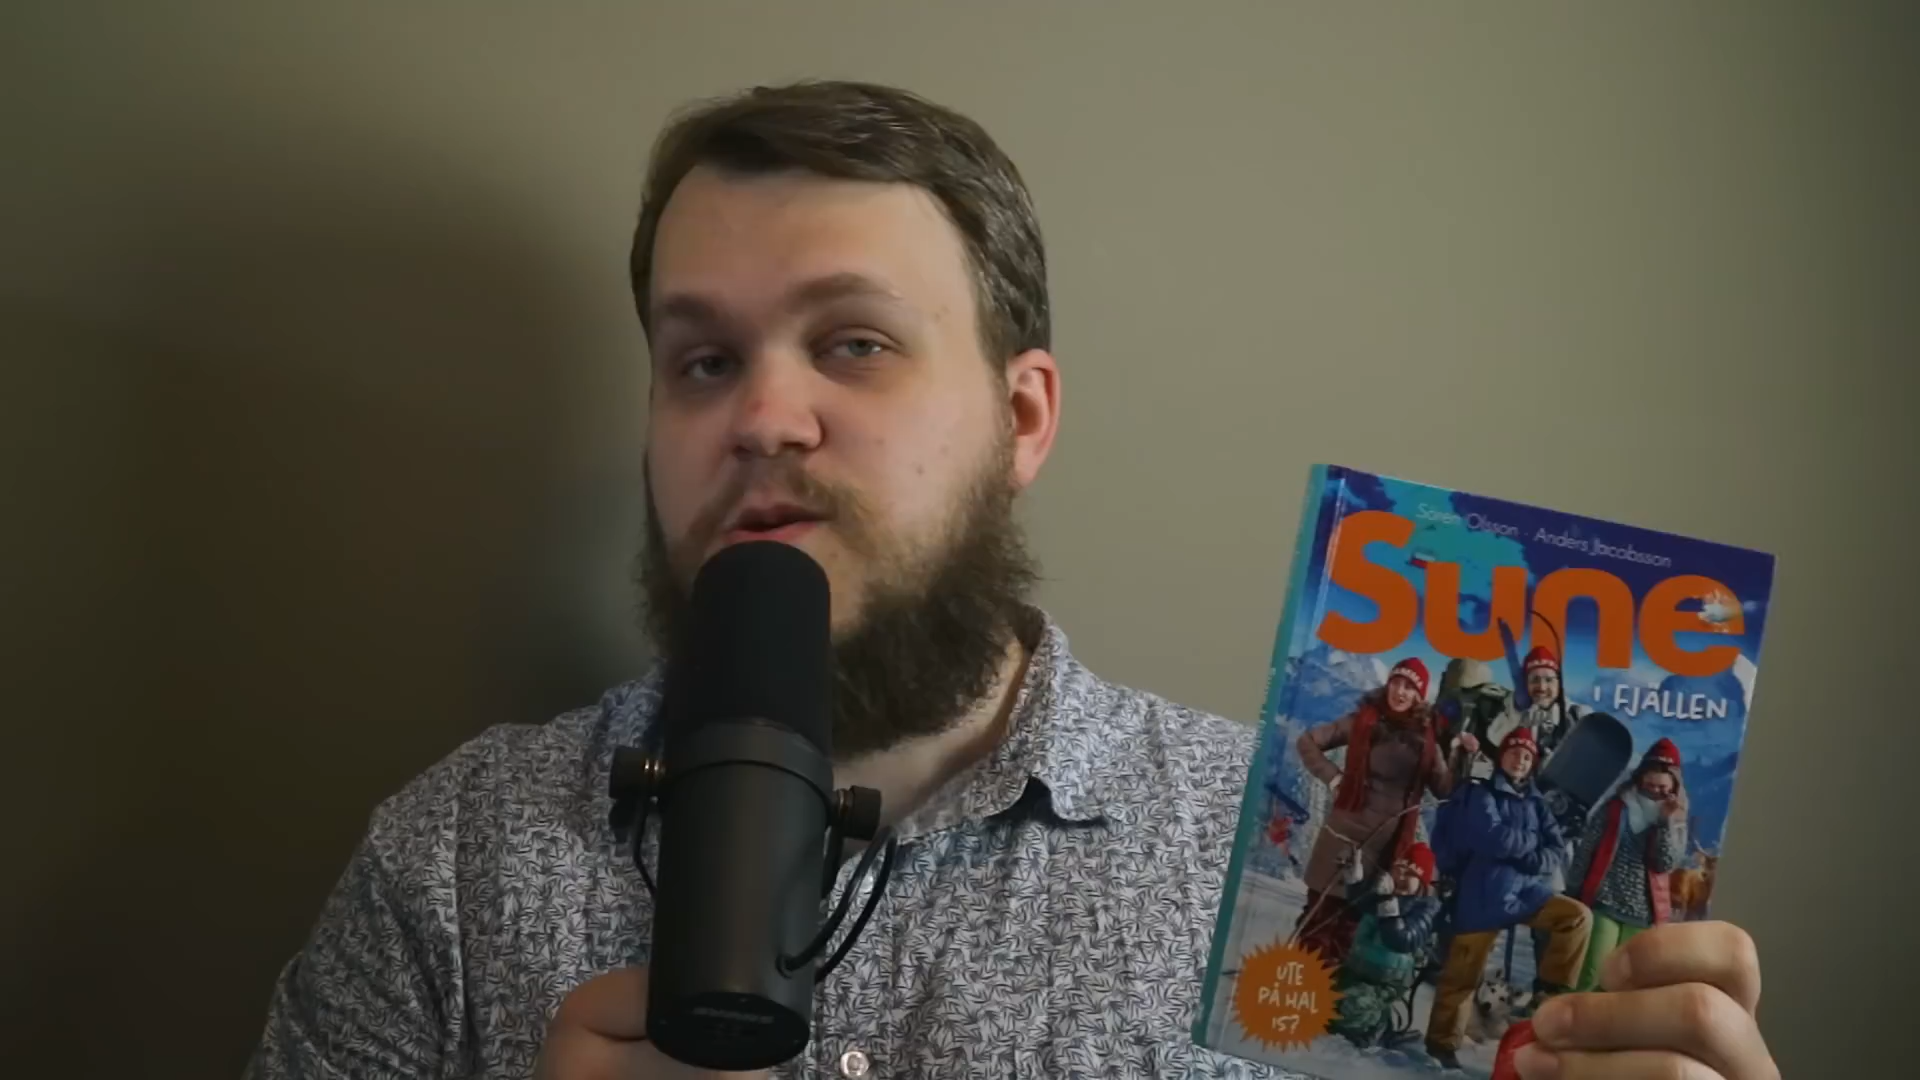 Sören Olsson · Anders Jacobsson
Sune
i FJÄLLEN
UTE
PÅ HAL
IS?